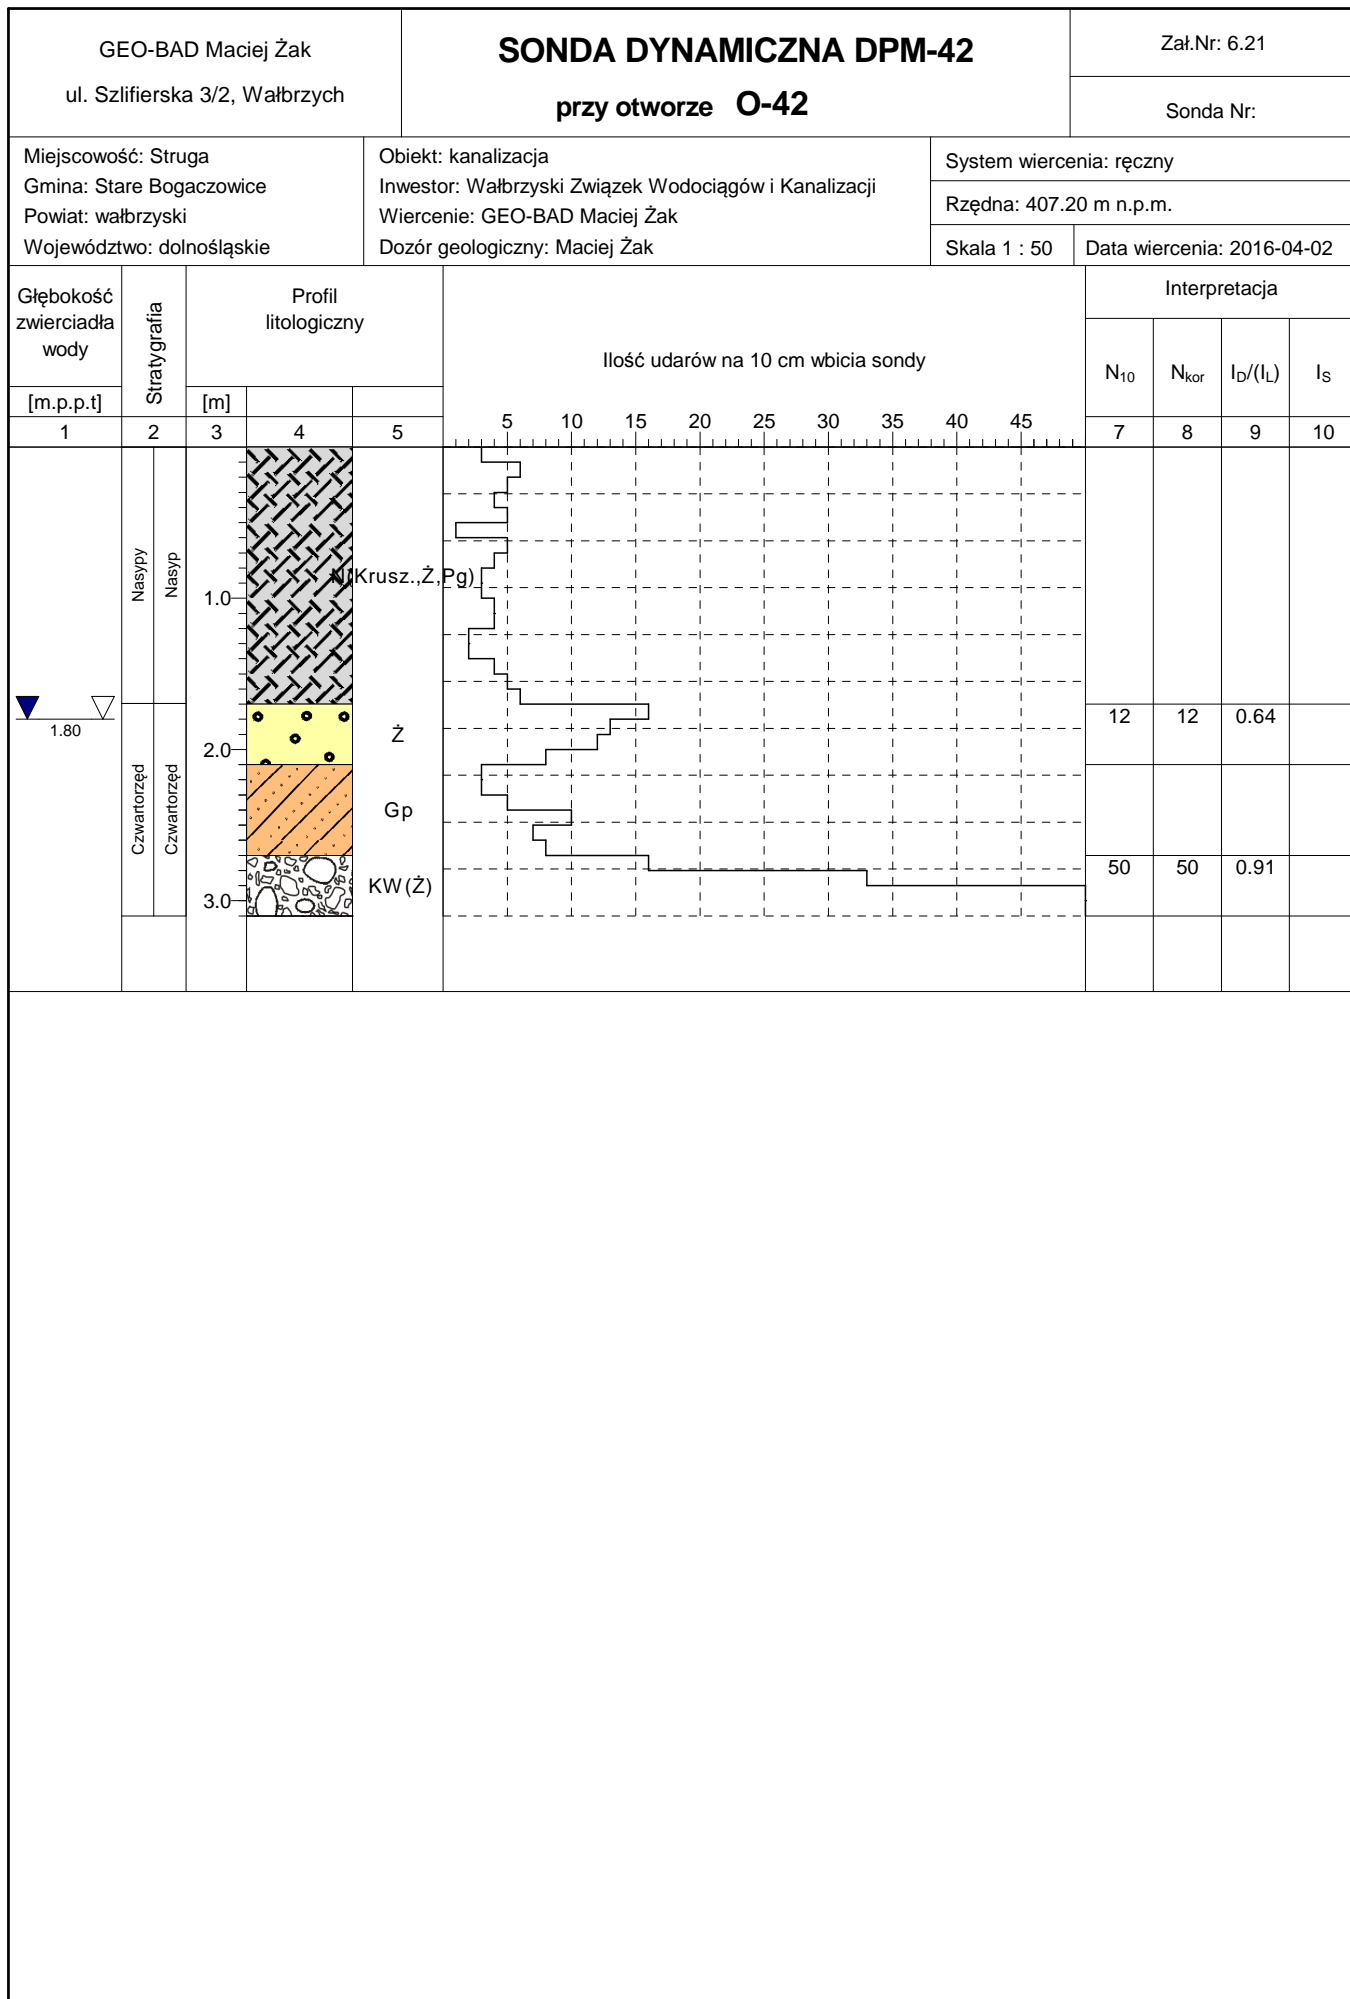 GEO-BAD Maciej Żak
ul. Szlifierska 3/2, Wałbrzych
SONDA DYNAMICZNA DPM-42
przy otworze O-42
Zał.Nr: 6.21
Sonda Nr:
Miejscowość: Struga
Gmina: Stare Bogaczowice
Powiat: wałbrzyski
Województwo: dolnośląskie
Obiekt: kanalizacja
Inwestor: Wałbrzyski Związek Wodociągów i Kanalizacji
Wiercenie: GEO-BAD Maciej Żak
Dozór geologiczny: Maciej Żak
System wiercenia: ręczny
Rzędna: 407.20 m n.p.m.
Skala 1 : 50
Data wiercenia: 2016-04-02
Głębokość
zwierciadła
wody
[m.p.p.t]
Stratygrafia
Profil
litologiczny
[m]
Ilość udarów na 10 cm wbicia sondy
Interpretacja
N10 Nkor ID/(IL) IS
5 10 15 20 25 30 35 40 45
1 2 3 4 5 7 8 9 10
Nasypy
Nasyp
N(Krusz.,Ż,Pg)
1.0
1.80
Czwartorzęd
Czwartorzęd
2.0
Ż
12 12 0.64
Gp
KW(Ż)
50 50 0.91
3.0